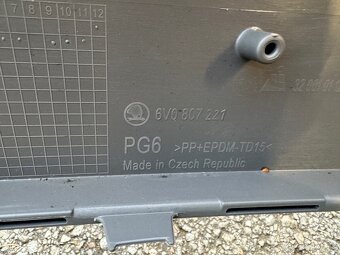 7 8 9 10 11 12
6V0 807 221
PG6 >PP+EPDM-TD15<
Made in Czech Republic